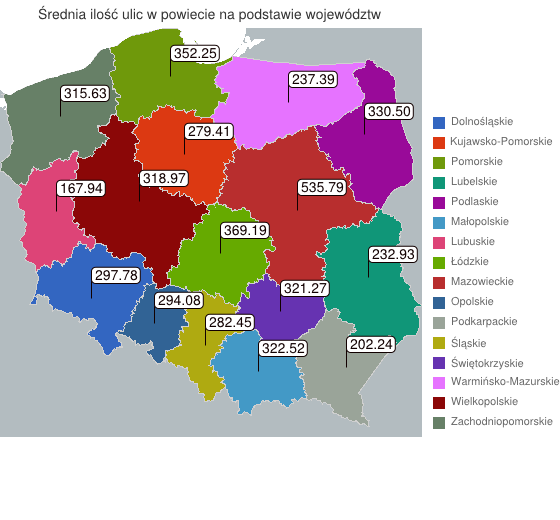 Średnia ilość ulic w powiecie na podstawie województw
352.25
237.39
315.63
330.50
279.41
318.97
167.94
535.79
369.19
232.93
297.78
321.27
294.08
282.45
322.52
202.24
Dolnośląskie
Kujawsko-Pomorskie
Pomorskie
Lubelskie
Podlaskie
Małopolskie
Lubuskie
Łódzkie
Mazowieckie
Opolskie
Podkarpackie
Śląskie
Świętokrzyskie
Warmińsko-Mazurskie
Wielkopolskie
Zachodniopomorskie